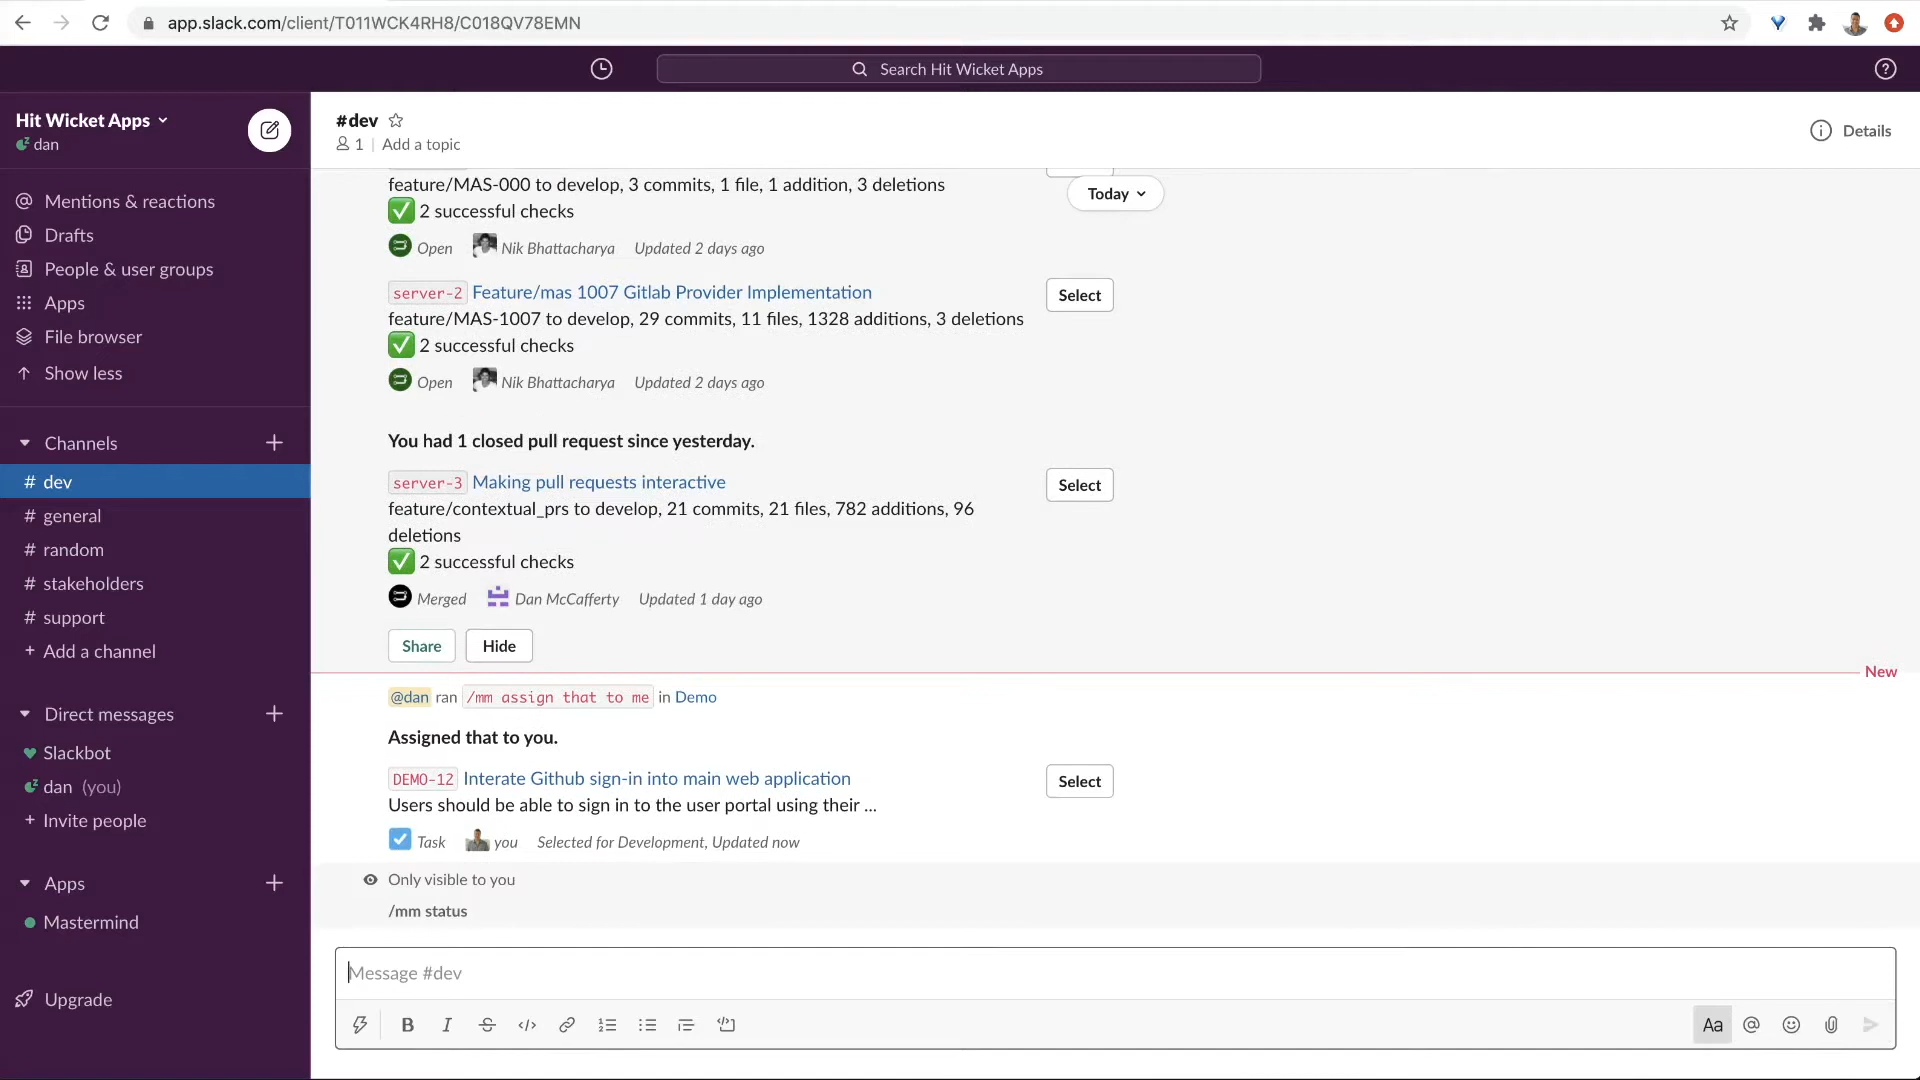 app.slack.com/client/T011WCK4RH8/C018QV78EMN
Search Hit Wicket Apps
Hit Wicket Apps
dan
Mentions & reactions
Drafts
People & user groups
Apps
File browser
Show less
Channels
# dev
# general
# random
# stakeholders
# support
+ Add a channel
Direct messages
Slackbot
dan (you)
+ Invite people
Apps
Mastermind
Upgrade
#dev
1 | Add a topic
Details
Today
feature/MAS-000 to develop, 3 commits, 1 file, 1 addition, 3 deletions
2 successful checks
Open Nik Bhattacharya Updated 2 days ago
server-2 Feature/mas 1007 Gitlab Provider Implementation
Select
feature/MAS-1007 to develop, 29 commits, 11 files, 1328 additions, 3 deletions
2 successful checks
Open Nik Bhattacharya Updated 2 days ago
You had 1 closed pull request since yesterday.
server-3 Making pull requests interactive
Select
feature/contextual_prs to develop, 21 commits, 21 files, 782 additions, 96
deletions
2 successful checks
Merged Dan McCafferty Updated 1 day ago
Share Hide
New
@dan ran /mm assign that to me in Demo
Assigned that to you.
DEMO-12 Interate Github sign-in into main web application
Select
Users should be able to sign in to the user portal using their ...
Task you Selected for Development, Updated now
Only visible to you
/mm status
Message #dev
B I S </> Aa @